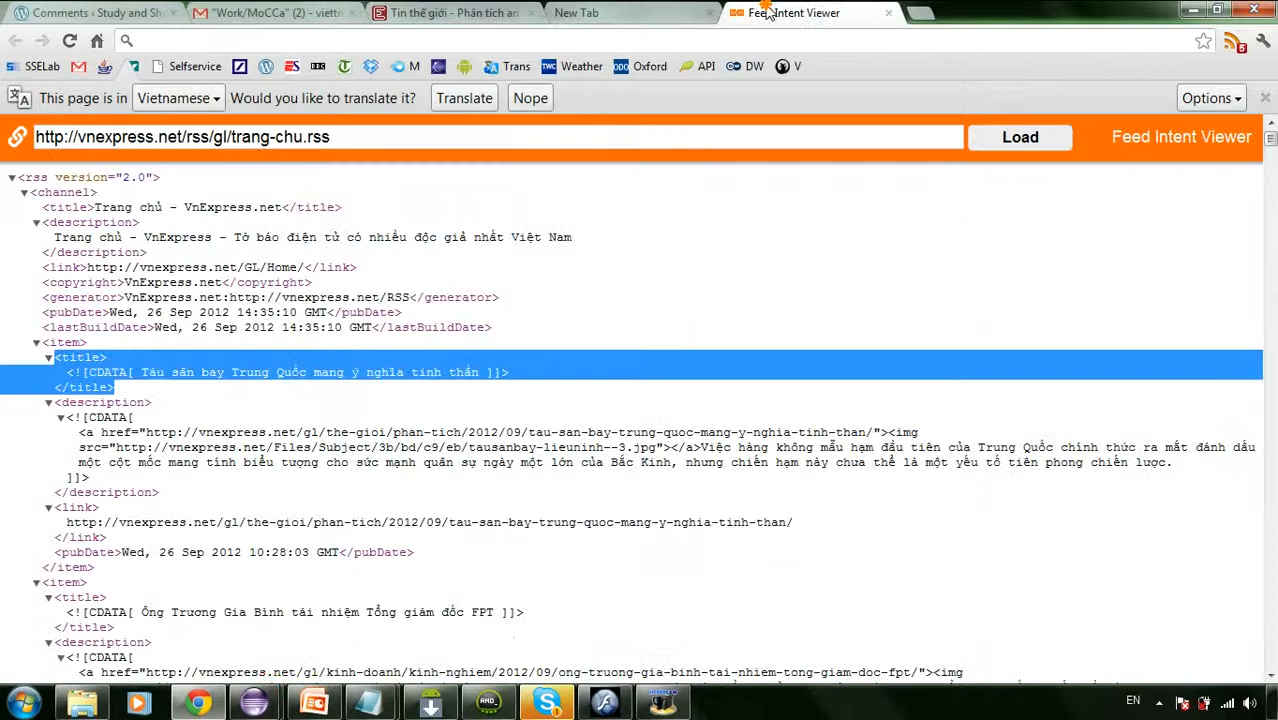 Comments ‹ Study and Sh
"Work/MoCCa" (2) - viettr
Tin thế giới - Phân tích an
New Tab
Feed Intent Viewer
SSELab
Selfservice
M
Trans
Weather
Oxford
API
DW
V
5
This page is in
Vietnamese
Would you like to translate it?
Translate
Nope
Options
http://vnexpress.net/rss/gl/trang-chu.rss
Load
Feed Intent Viewer
<rss version="2.0">
<channel>
<title>Trang chủ - VnExpress.net</title>
<description>
Trang chủ - VnExpress - Tờ báo điện tử có nhiều độc giả nhất Việt Nam
</description>
<link>http://vnexpress.net/GL/Home/</link>
<copyright>VnExpress.net</copyright>
<generator>VnExpress.net:http://vnexpress.net/RSS</generator>
<pubDate>Wed, 26 Sep 2012 14:35:10 GMT</pubDate>
<lastBuildDate>Wed, 26 Sep 2012 14:35:10 GMT</lastBuildDate>
<item>
<title>
<![CDATA[ Tàu sân bay Trung Quốc mang ý nghĩa tinh thần ]]>
</title>
<description>
<![CDATA[
<a href="http://vnexpress.net/gl/the-gioi/phan-tich/2012/09/tau-san-bay-trung-quoc-mang-y-nghia-tinh-than/"><img
src="http://vnexpress.net/Files/Subject/3b/bd/c9/eb/tausanbay-lieuninh--3.jpg"></a>Việc hàng không mẫu hạm đầu tiên của Trung Quốc chính thức ra mắt đánh dấu
một cột mốc mang tính biểu tượng cho sức mạnh quân sự ngày một lớn của Bắc Kinh, nhưng chiến hạm này chưa thể là một yếu tố tiên phong chiến lược.
]]>
</description>
<link>
http://vnexpress.net/gl/the-gioi/phan-tich/2012/09/tau-san-bay-trung-quoc-mang-y-nghia-tinh-than/
</link>
<pubDate>Wed, 26 Sep 2012 10:28:03 GMT</pubDate>
</item>
<item>
<title>
<![CDATA[ Ông Trương Gia Bình tái nhiệm Tổng giám đốc FPT ]]>
</title>
<description>
<![CDATA[
<a href="http://vnexpress.net/gl/kinh-doanh/kinh-nghiem/2012/09/ong-truong-gia-binh-tai-nhiem-tong-giam-doc-fpt/"><img
EN